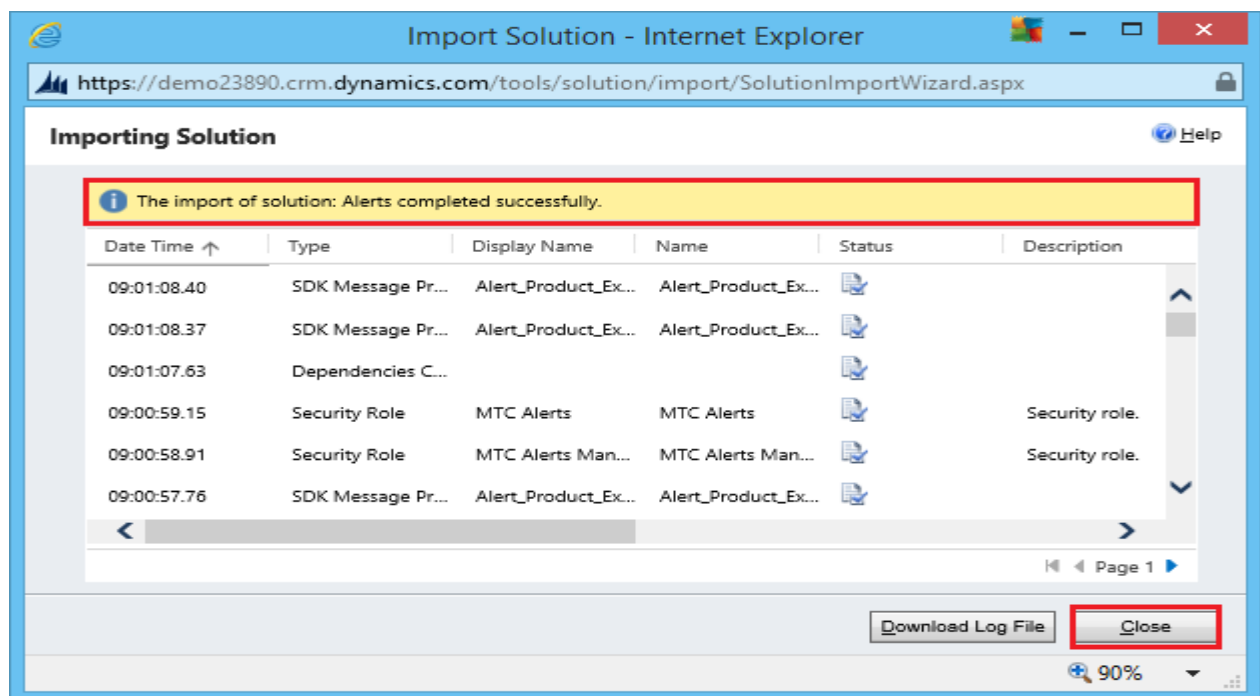 Import Solution - Internet Explorer
https://demo23890.crm.dynamics.com/tools/solution/import/SolutionImportWizard.aspx
Importing Solution Help
The import of solution: Alerts completed successfully.
Date Time Type Display Name Name Status Description
09:01:08.40 SDK Message Pr... Alert_Product_Ex... Alert_Product_Ex...
09:01:08.37 SDK Message Pr... Alert_Product_Ex... Alert_Product_Ex...
09:01:07.63 Dependencies C...
09:00:59.15 Security Role MTC Alerts MTC Alerts Security role.
09:00:58.91 Security Role MTC Alerts Man... MTC Alerts Man... Security role.
09:00:57.76 SDK Message Pr... Alert_Product_Ex... Alert_Product_Ex...
Page 1
Download Log File Close
90%